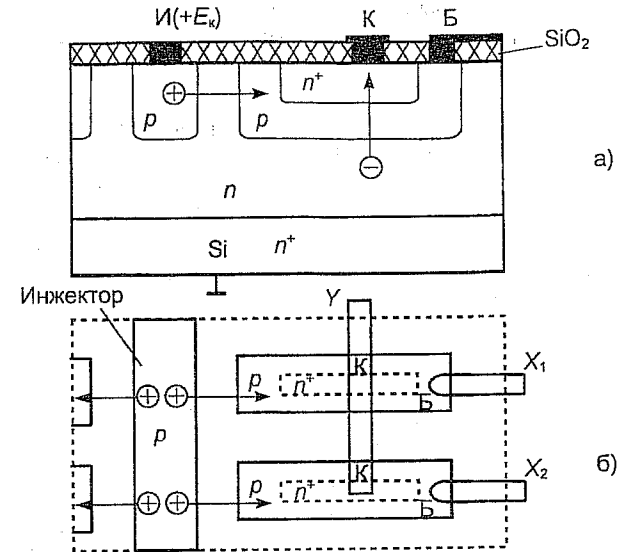 И(+Eк) К Б
SiO2
n+
p p
n
а)
Si n+
Инжектор Y
К X1
p n+
Б
p
К X2
p n+ б)
Б